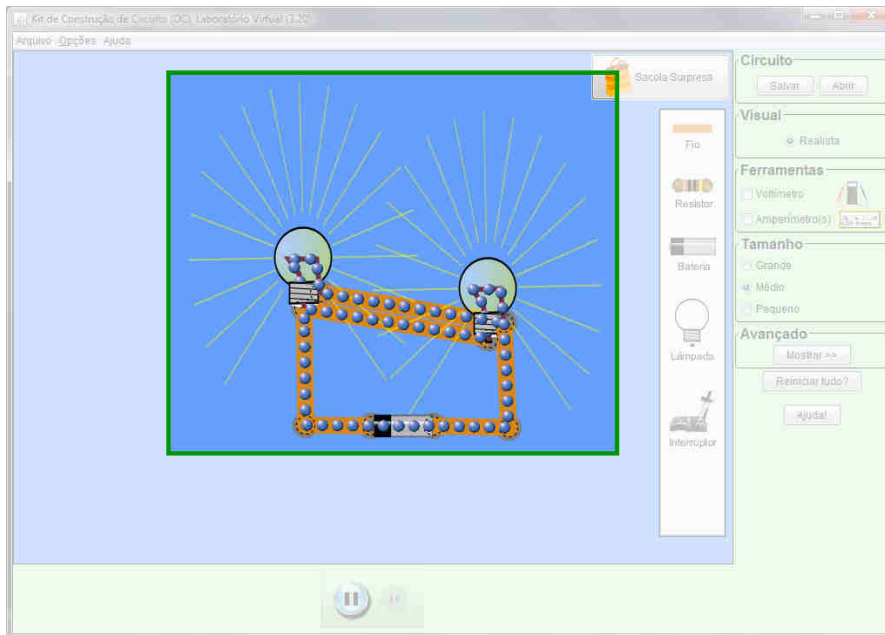 Kit de Construção de Circuito (DC), Laboratório Virtual (3.20)
Arquivo Opções Ajuda
Sacola Surpresa
Fio
Resistor
Bateria
Lâmpada
Interruptor
Circuito
Salvar Abrir
Visual
Realista
Ferramentas
Voltímetro
Amperímetro(s)
Tamanho
Grande
Médio
Pequeno
Avançado
Mostrar >>
Reiniciar tudo?
Ajuda!